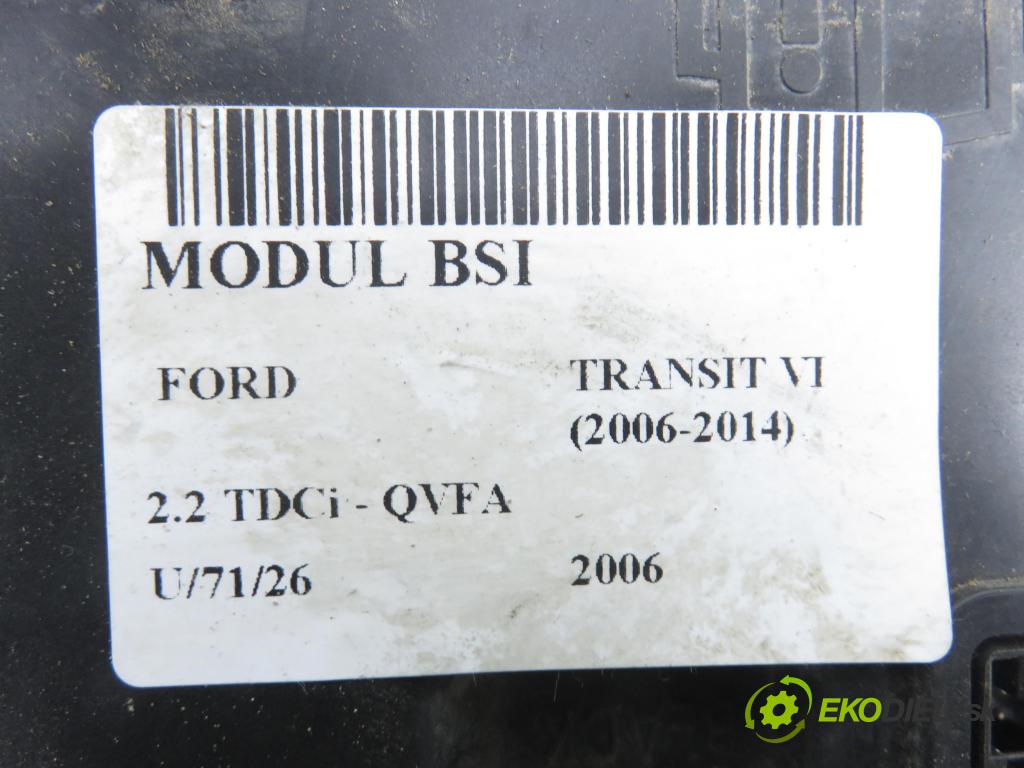 MODUL BSI
FORD
TRANSIT VI
(2006-2014)
2.2 TDCi - QVFA
U/71/26
2006
EKODIELY.sk